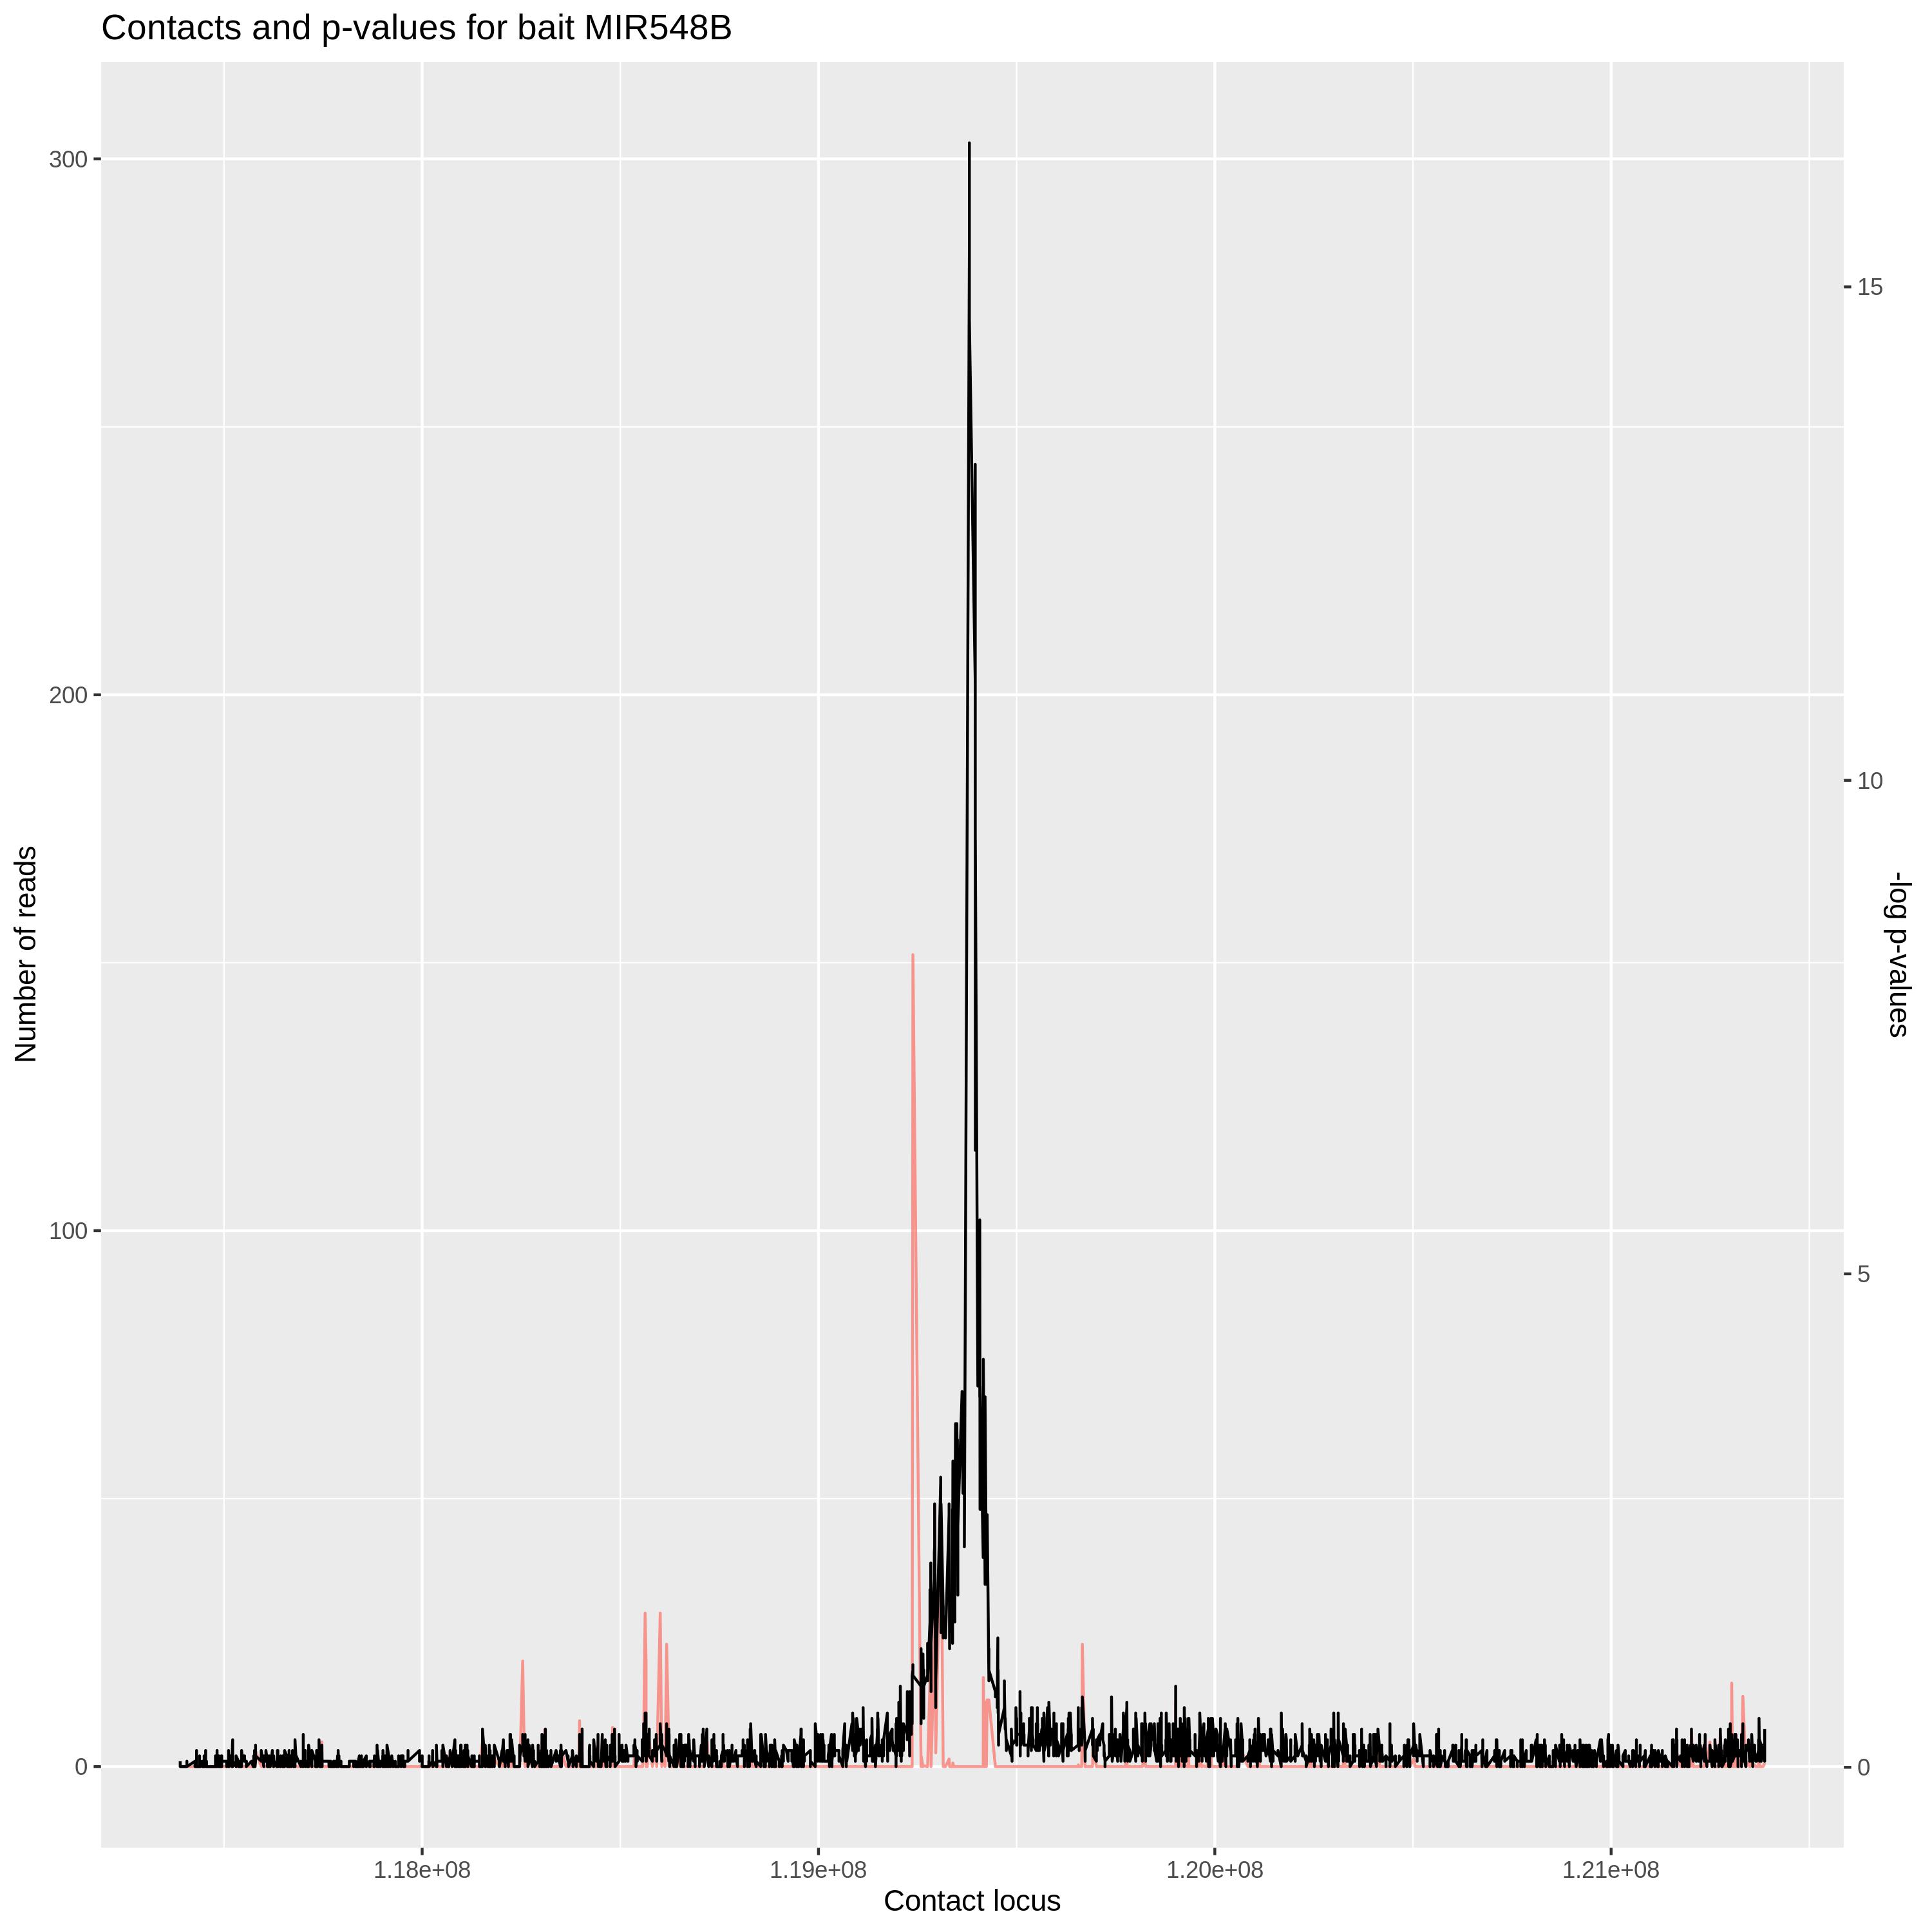 Contacts and p-values for bait MIR548B
300
200
100
0
Number of reads
15
10
5
0
-log p-values
1.18e+08
1.19e+08
1.20e+08
1.21e+08
Contact locus